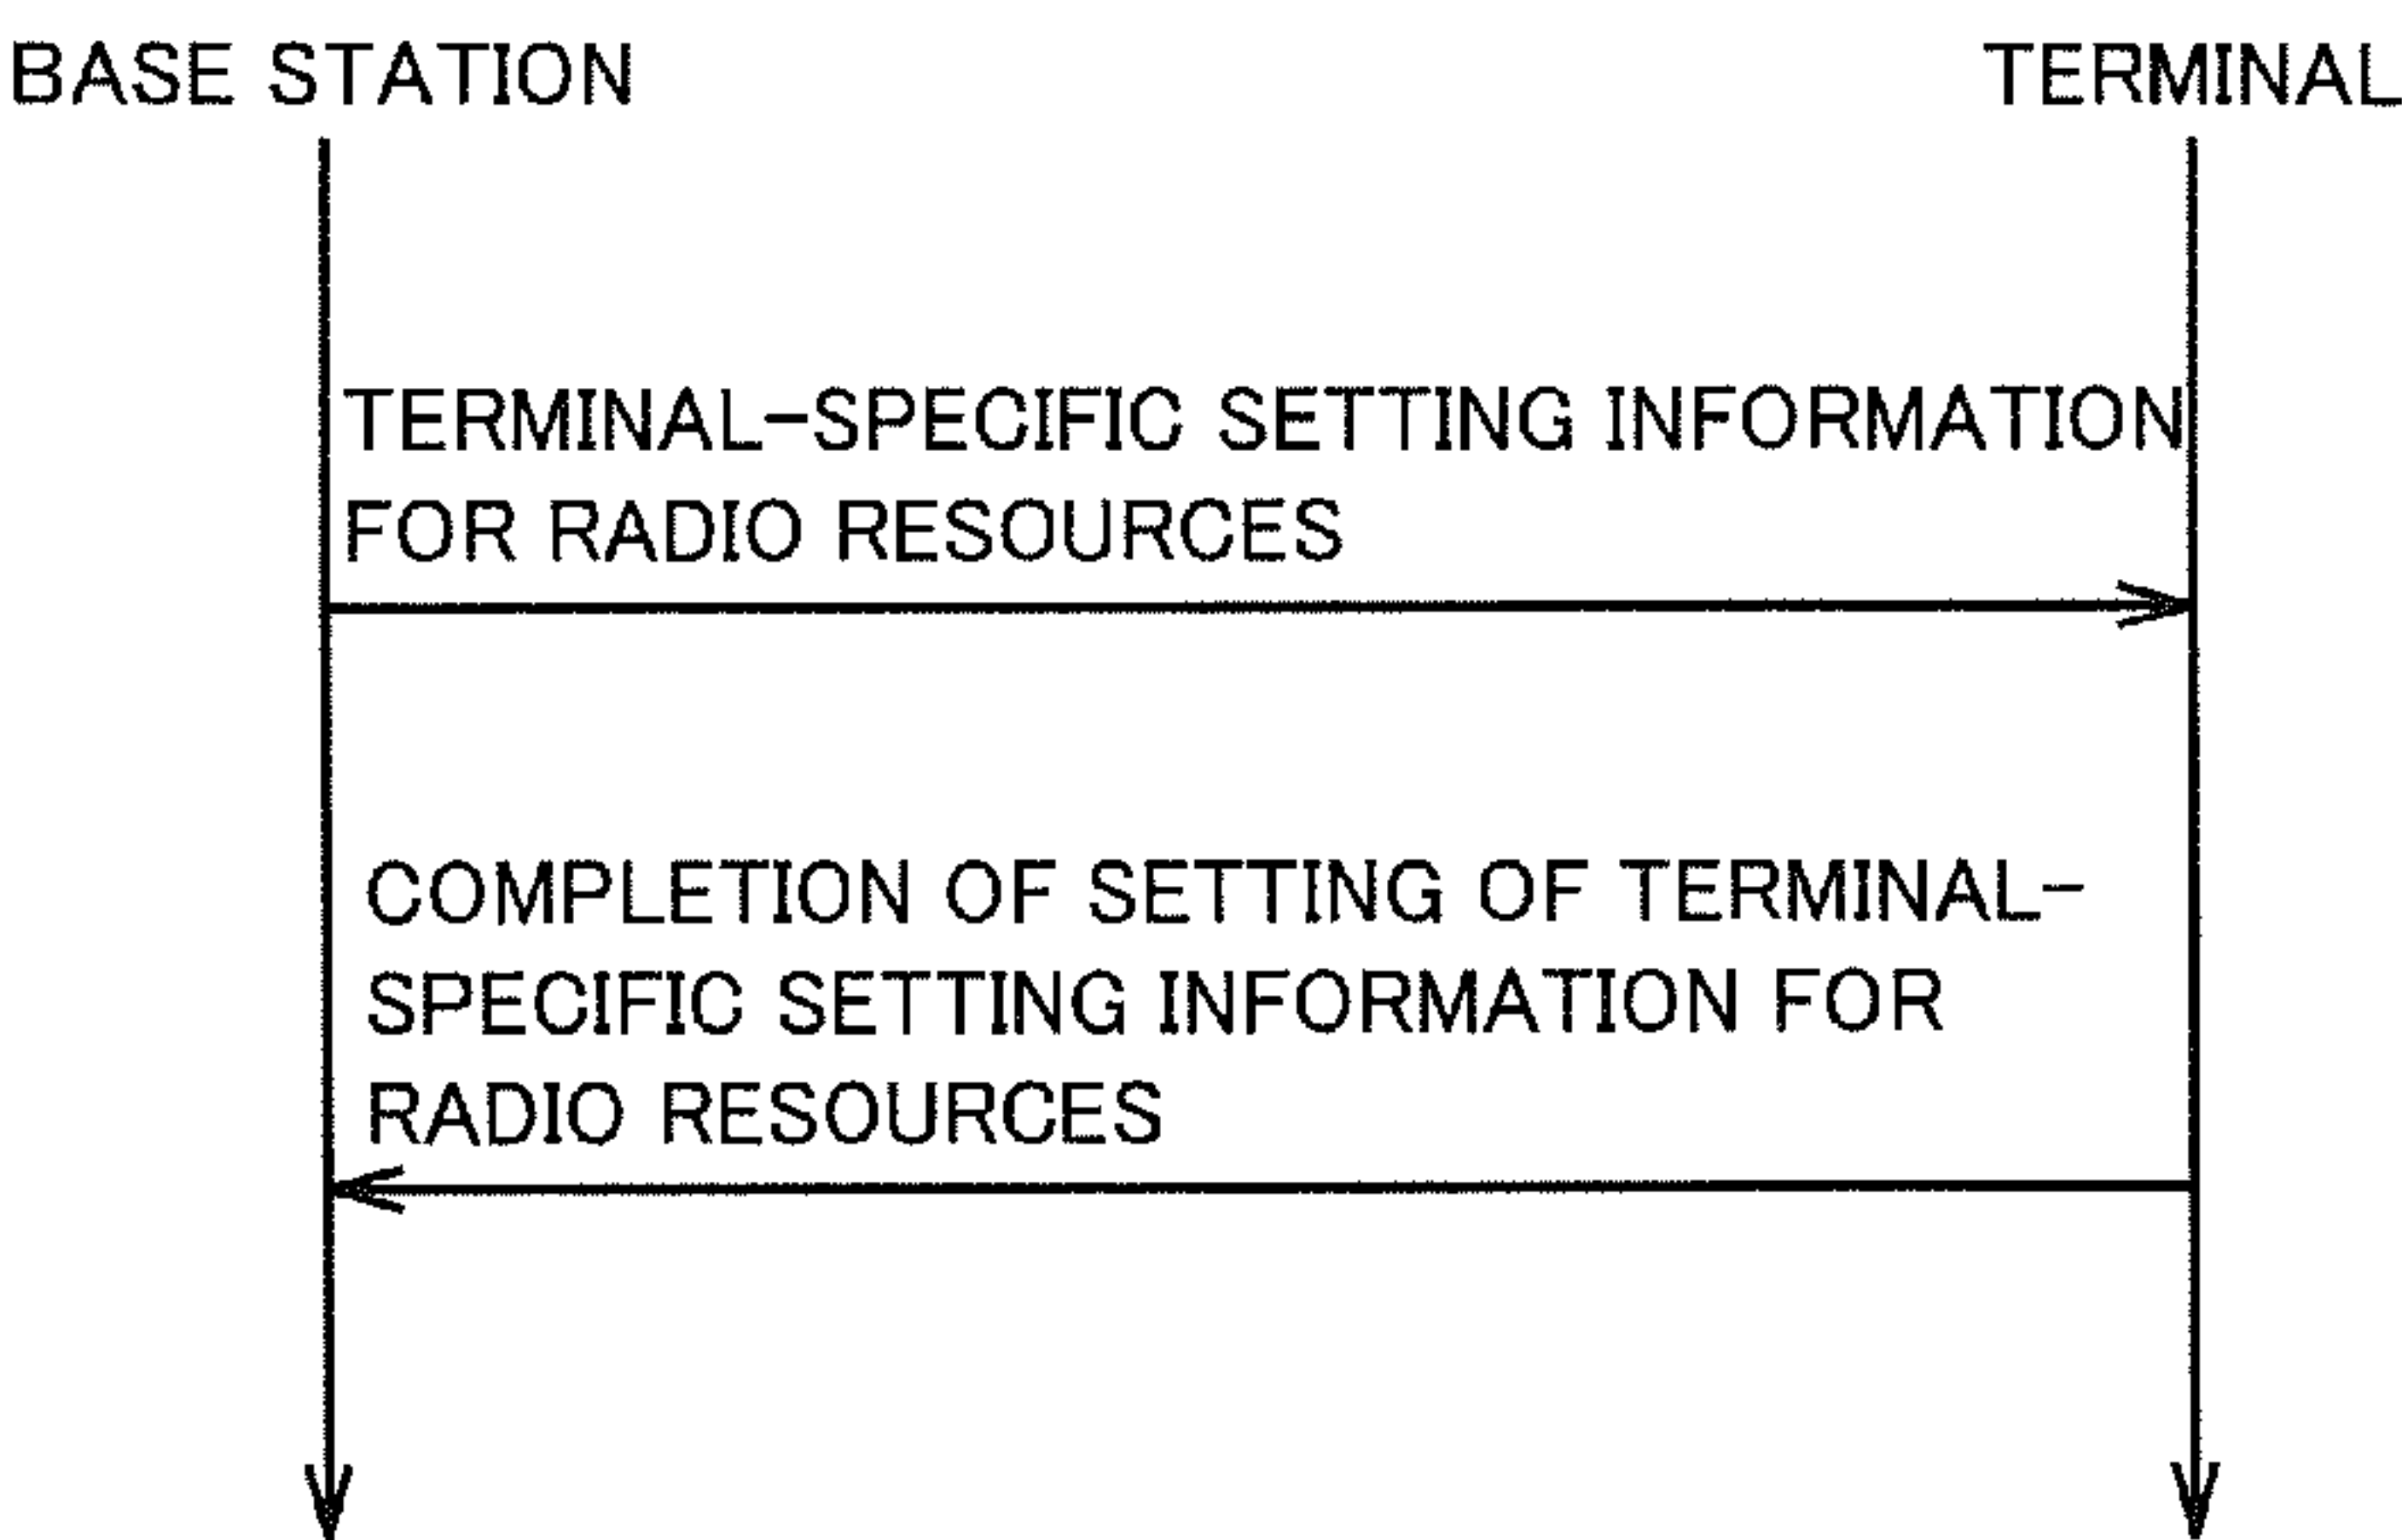 BASE STATION
TERMINAL
TERMINAL-SPECIFIC SETTING INFORMATION
FOR RADIO RESOURCES
COMPLETION OF SETTING OF TERMINAL-
SPECIFIC SETTING INFORMATION FOR
RADIO RESOURCES